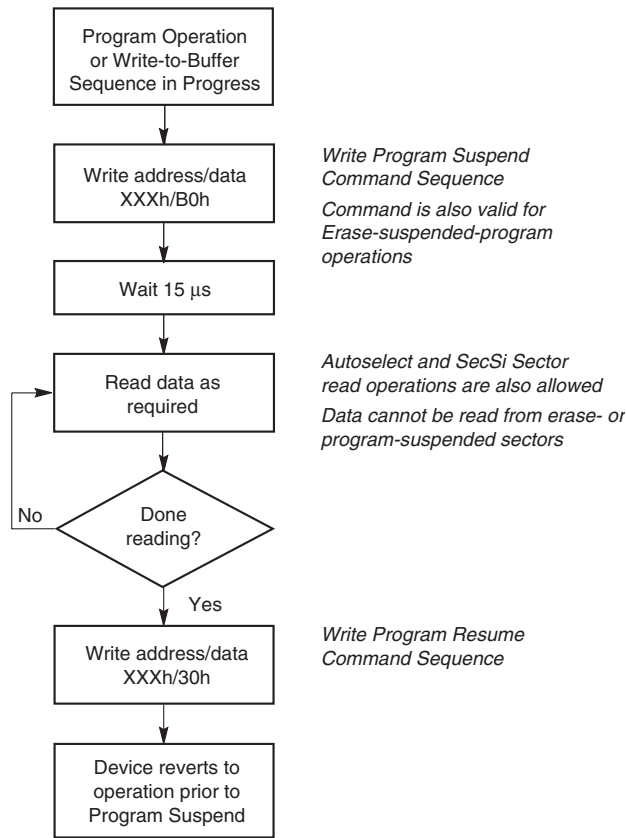 Program Operation
or Write-to-Buffer
Sequence in Progress
Write address/data
XXXh/B0h
Write Program Suspend
Command Sequence
Command is also valid for
Erase-suspended-program
operations
Wait 15 μs
Read data as
required
Autoselect and SecSi Sector
read operations are also allowed
Data cannot be read from erase- or
program-suspended sectors
No
Done
reading?
Yes
Write address/data
XXXh/30h
Write Program Resume
Command Sequence
Device reverts to
operation prior to
Program Suspend